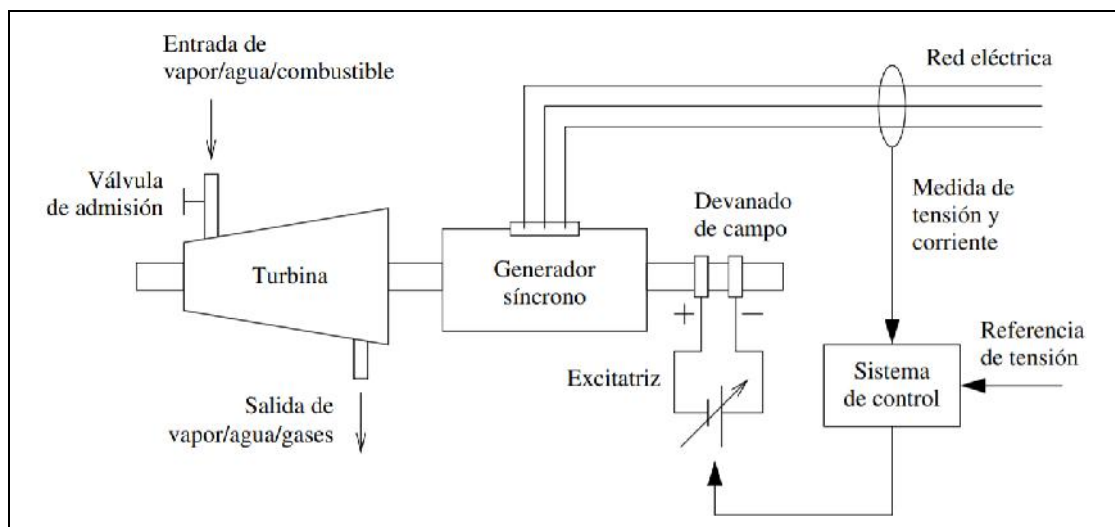 Entrada de
vapor/agua/combustible
Red eléctrica
Válvula
de admisión
Medida de
tensión y
corriente
Devanado
de campo
Turbina
Generador
síncrono
+
−
Referencia
de tensión
Excitatriz
Sistema
de control
Salida de
vapor/agua/gases